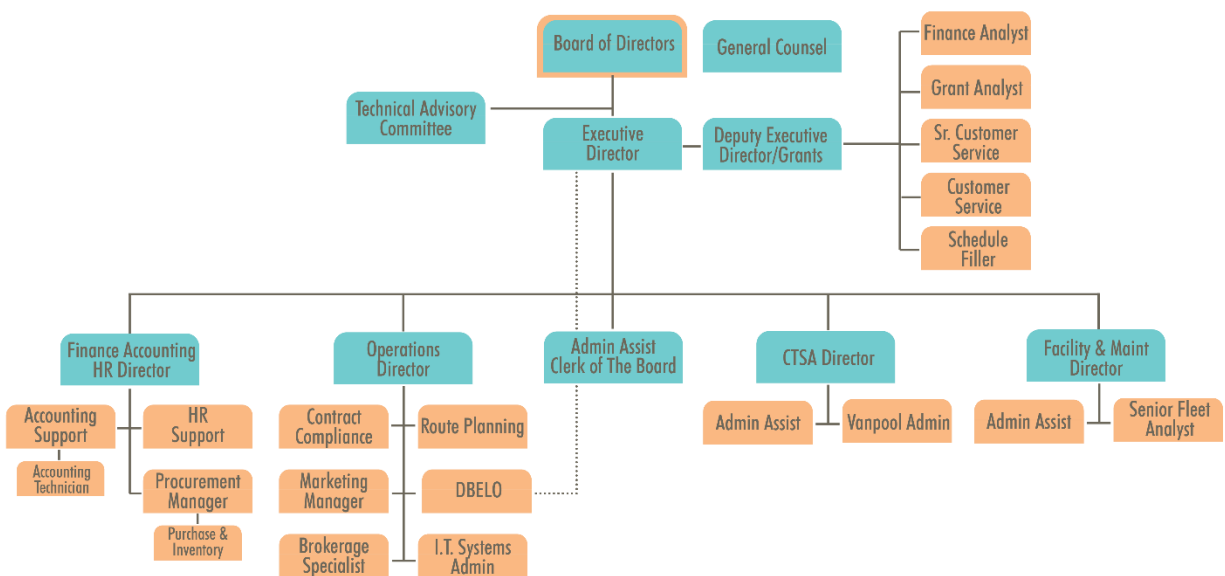 Board of Directors
General Counsel
Finance Analyst
Grant Analyst
Technical Advisory
Committee
Executive
Director
Deputy Executive
Director/Grants
Sr. Customer
Service
Customer
Service
Schedule
Filler
Finance Accounting
HR Director
Operations
Director
Admin Assist
Clerk of The Board
CTSA Director
Facility & Maint
Director
Accounting
Support
HR
Support
Accounting
Technician
Procurement
Manager
Purchase &
Inventory
Contract
Compliance
Route Planning
Marketing
Manager
DBELO
Brokerage
Specialist
I.T. Systems
Admin
Admin Assist
Vanpool Admin
Admin Assist
Senior Fleet
Analyst